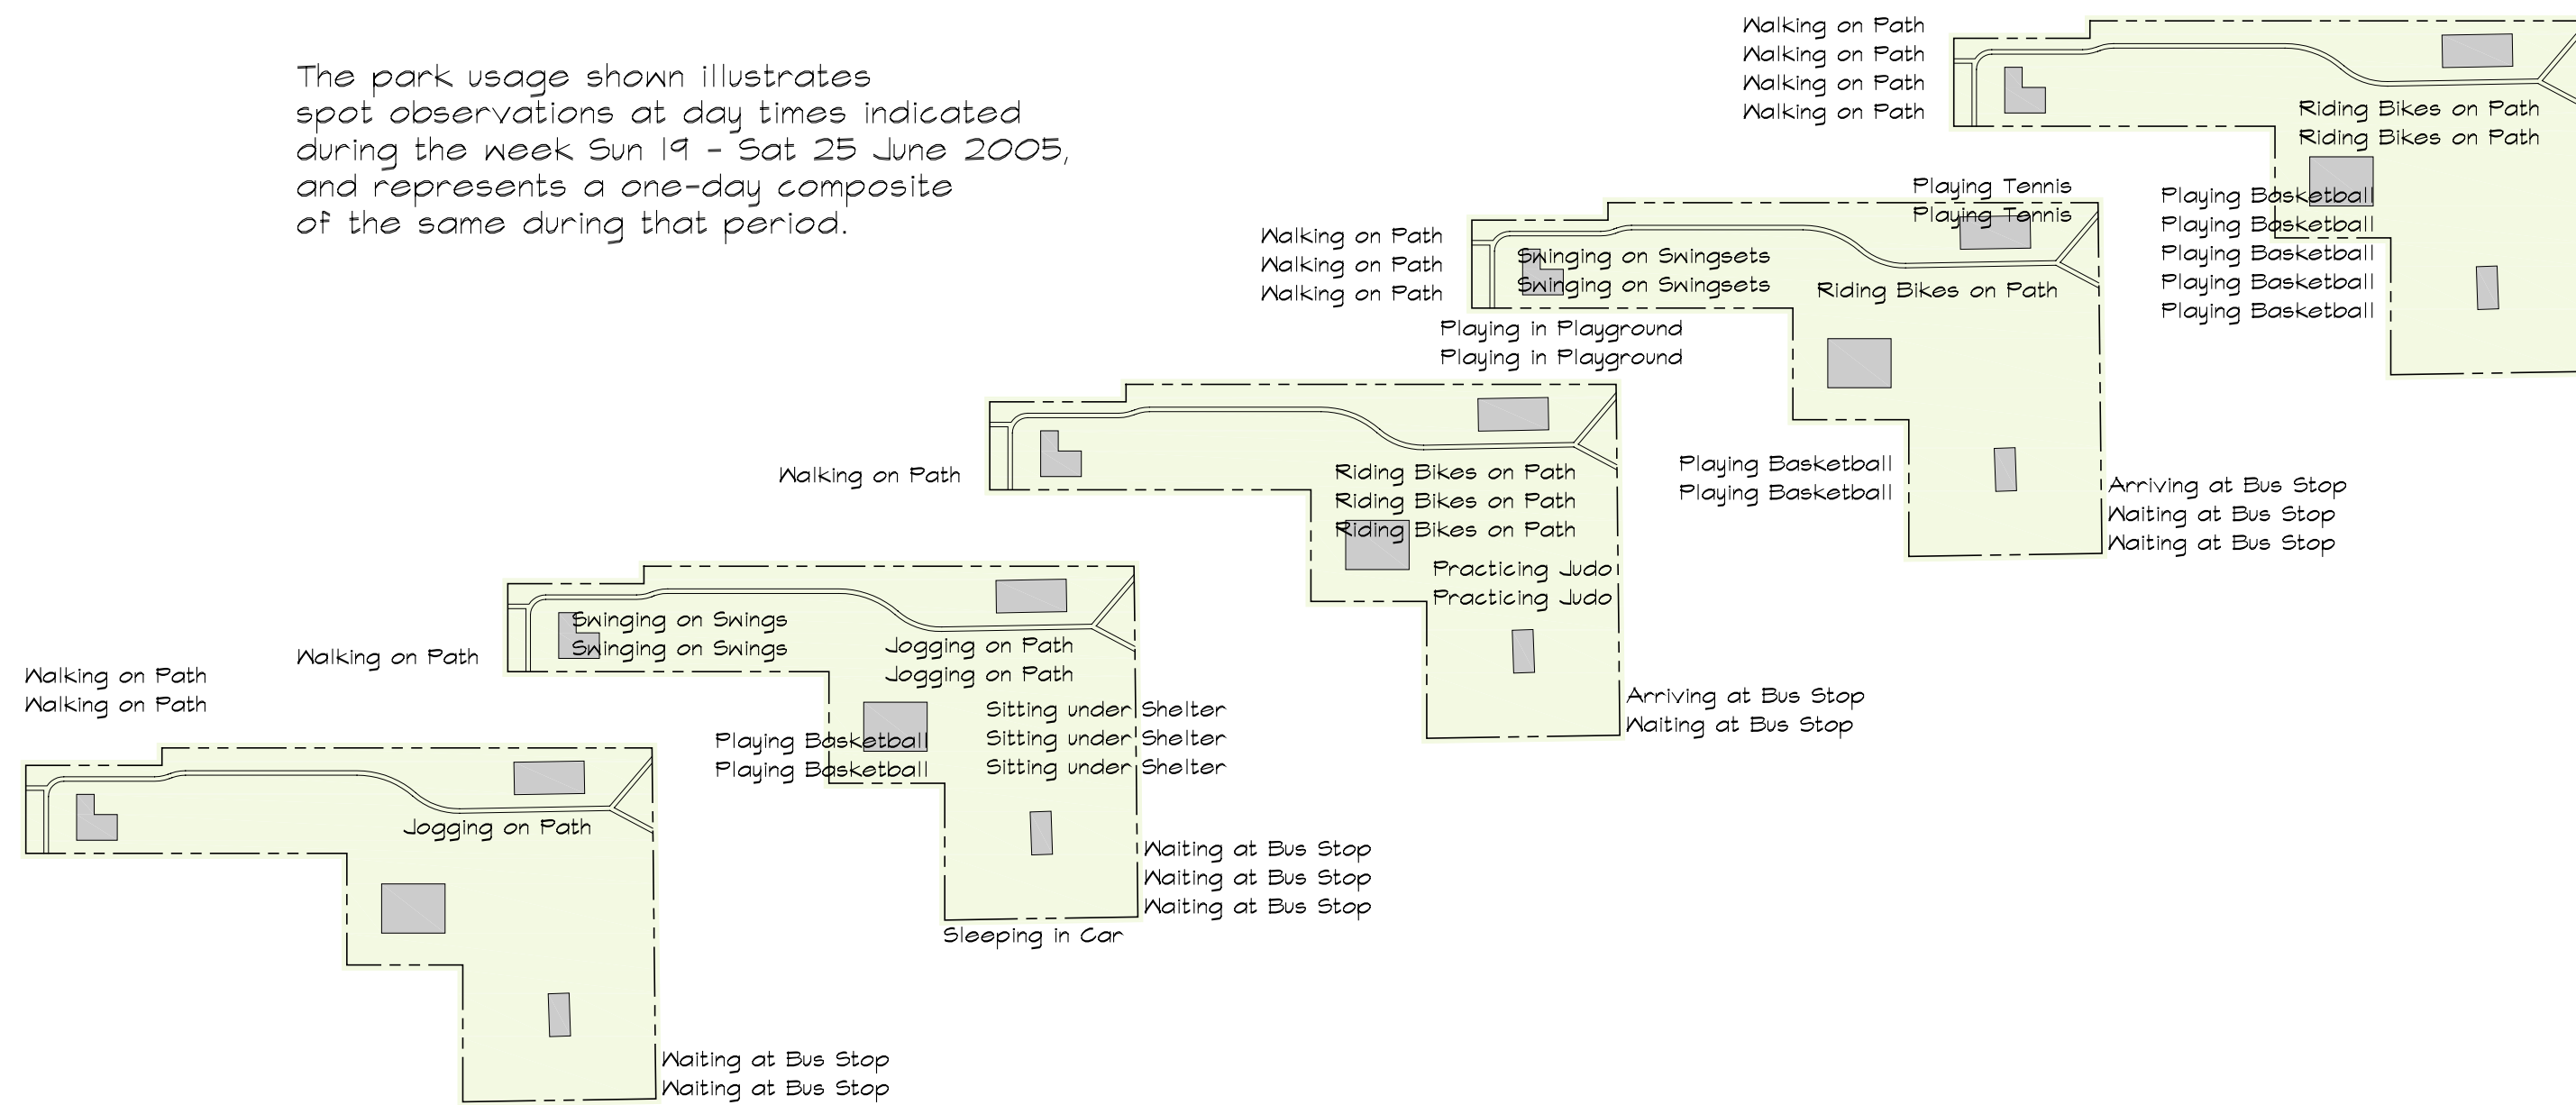 The park usage shown illustrates
spot observations at day times indicated
during the week Sun 19 - Sat 25 June 2005,
and represents a one-day composite
of the same during that period.
Walking on Path
Walking on Path
Jogging on Path
Waiting at Bus Stop
Waiting at Bus Stop
Walking on Path
Swinging on Swings
Swinging on Swings
Jogging on Path
Jogging on Path
Sitting under Shelter
Sitting under Shelter
Sitting under Shelter
Playing Basketball
Playing Basketball
Waiting at Bus Stop
Waiting at Bus Stop
Waiting at Bus Stop
Sleeping in Car
Walking on Path
Riding Bikes on Path
Riding Bikes on Path
Riding Bikes on Path
Practicing Judo
Practicing Judo
Arriving at Bus Stop
Waiting at Bus Stop
Walking on Path
Walking on Path
Walking on Path
Playing Tennis
Playing Tennis
Swinging on Swingsets
Swinging on Swingsets
Riding Bikes on Path
Playing in Playground
Playing in Playground
Playing Basketball
Playing Basketball
Arriving at Bus Stop
Waiting at Bus Stop
Waiting at Bus Stop
Walking on Path
Walking on Path
Walking on Path
Walking on Path
Riding Bikes on Path
Riding Bikes on Path
Playing Basketball
Playing Basketball
Playing Basketball
Playing Basketball
Playing Basketball